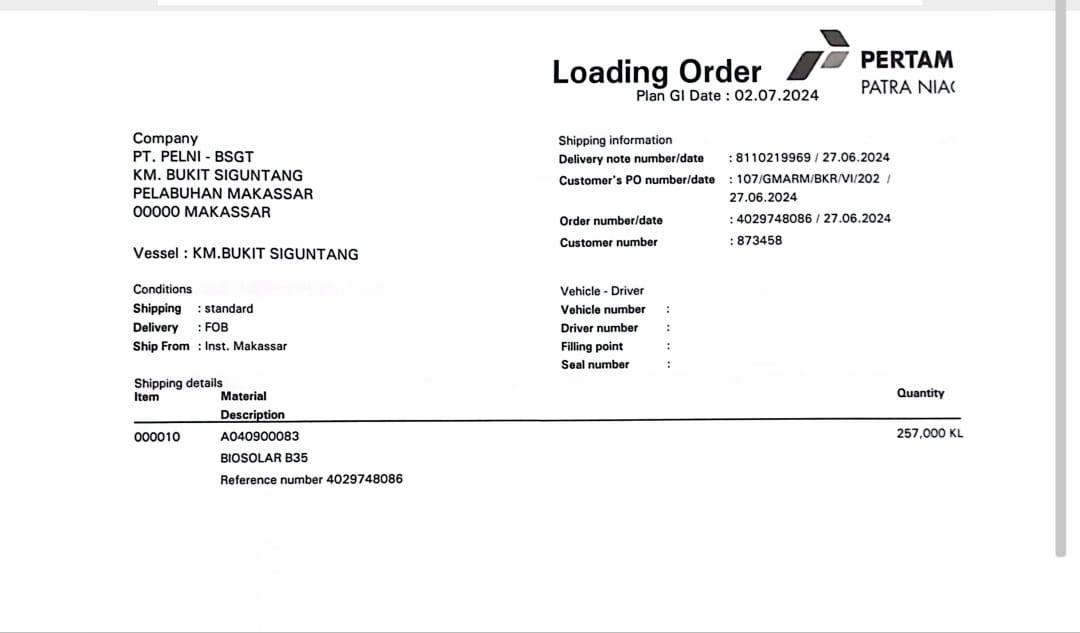 Loading Order
Plan GI Date : 02.07.2024
PERTAM
PATRA NIAG
Company
PT. PELNI - BSGT
KM. BUKIT SIGUNTANG
PELABUHAN MAKASSAR
00000 MAKASSAR
Vessel : KM.BUKIT SIGUNTANG
Shipping information
Delivery note number/date : 8110219969 / 27.06.2024
Customer's PO number/date : 107/GMARM/BKR/VI/202 /
27.06.2024
Order number/date : 4029748086 / 27.06.2024
Customer number : 873458
Conditions
Shipping : standard
Delivery : FOB
Ship From : Inst. Makassar
Vehicle - Driver
Vehicle number :
Driver number :
Filling point :
Seal number :
Shipping details
Item Material Quantity
Description
000010 A040900083 257,000 KL
BIOSOLAR B35
Reference number 4029748086